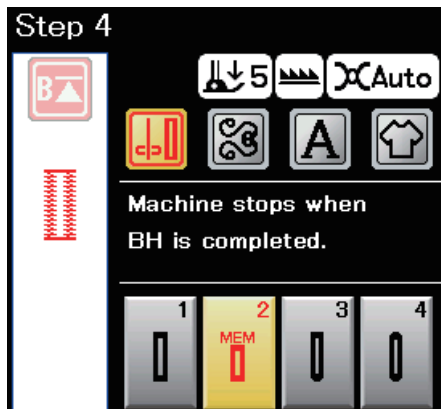 Step 4
B
5
Auto
A
Machine stops when
BH is completed.
1
2
3
4
MEM